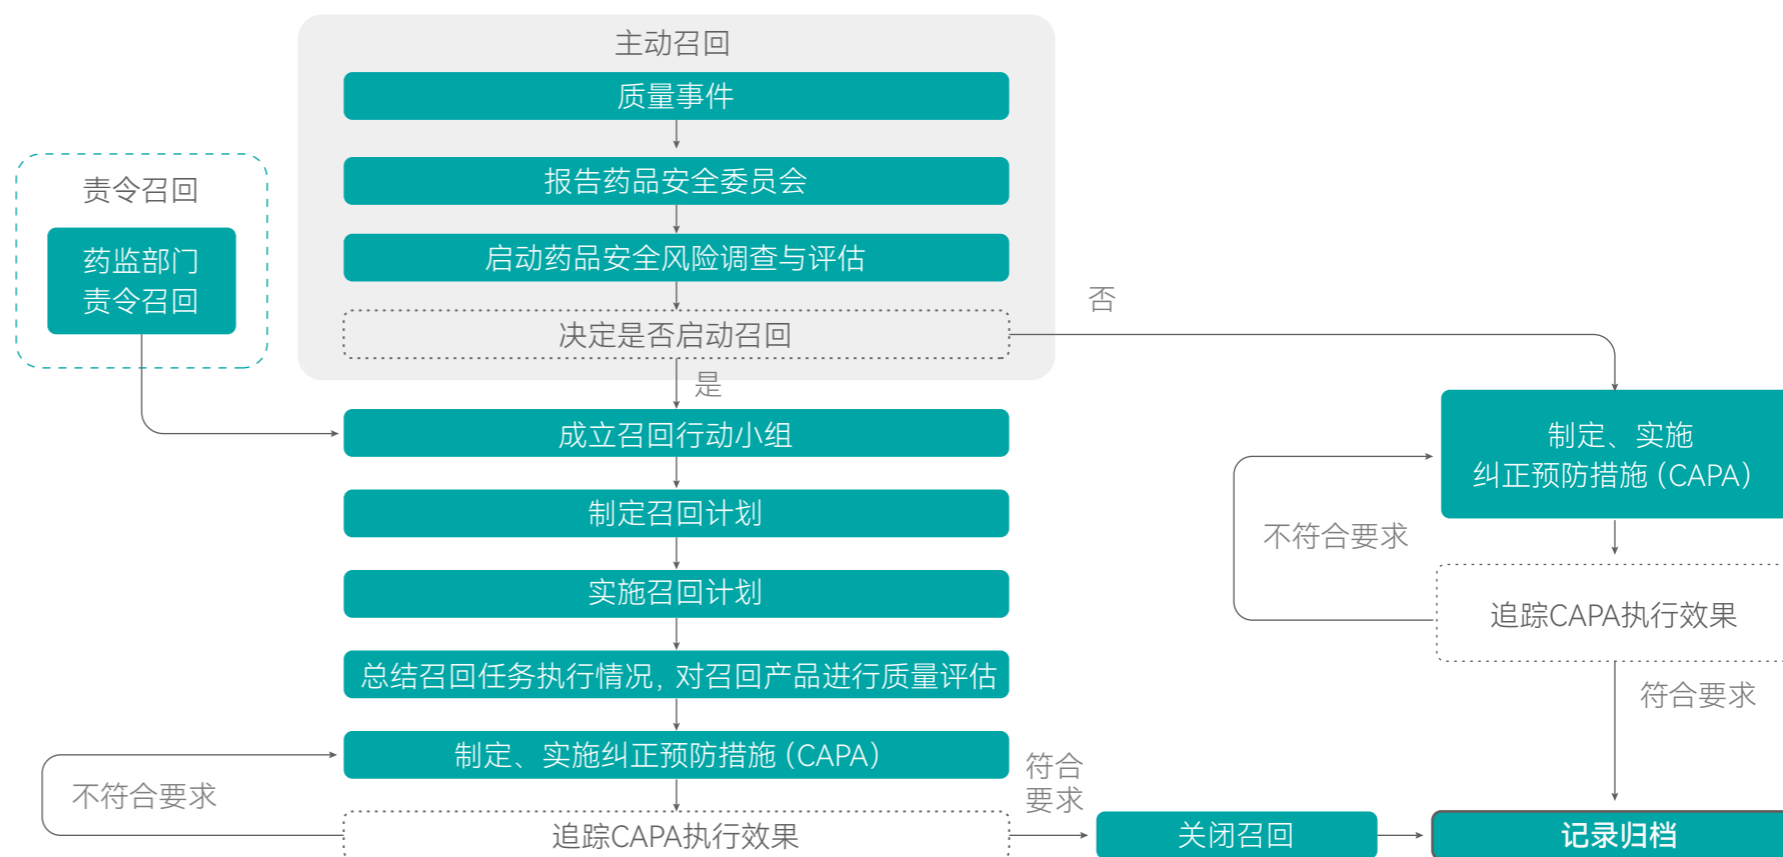 主动召回
质量事件
报告药品安全委员会
启动药品安全风险调查与评估
决定是否启动召回
责令召回
药监部门
责令召回
否
是
成立召回行动小组
制定召回计划
实施召回计划
总结召回任务执行情况, 对召回产品进行质量评估
制定、实施纠正预防措施（CAPA）
不符合要求
追踪CAPA执行效果
符合
要求
关闭召回
制定、实施
纠正预防措施（CAPA）
不符合要求
追踪CAPA执行效果
符合要求
记录归档